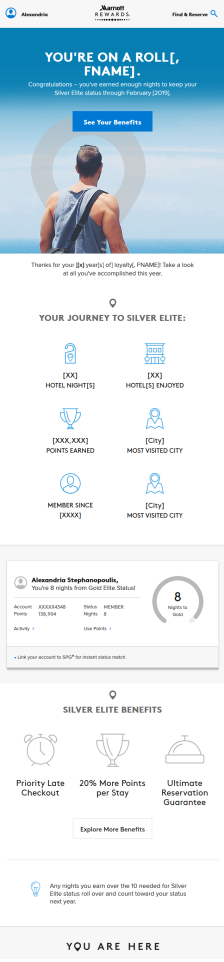 Alexandria
Marriott
REWARDS.
Find & Reserve
YOU'RE ON A ROLL[,
FNAME].
Congratulations – you've earned enough nights to keep your
Silver Elite status through February [2019].
See Your Benefits
Thanks for your [[x] year[s] of] loyalty[, FNAME]! Take a look
at all you've accomplished this year.
YOUR JOURNEY TO SILVER ELITE:
[XX]
HOTEL NIGHT[S]
[XX]
HOTEL[S] ENJOYED
[XXX,XXX]
POINTS EARNED
[City]
MOST VISITED CITY
MEMBER SINCE
[XXXX]
[City]
MOST VISITED CITY
Alexandria Stephanopoulis,
You're 8 nights from Gold Elite Status!
Account XXXXX4348
Points 138,904
Status MEMBER
Nights 8
Activity ›
Use Points ›
8
Nights to
Gold
• Link your account to SPG® for instant status match.
SILVER ELITE BENEFITS
Priority Late
Checkout
20% More Points
per Stay
Ultimate
Reservation
Guarantee
Explore More Benefits
Any nights you earn over the 10 needed for Silver
Elite status roll over and count toward your status
next year.
YOU ARE HERE